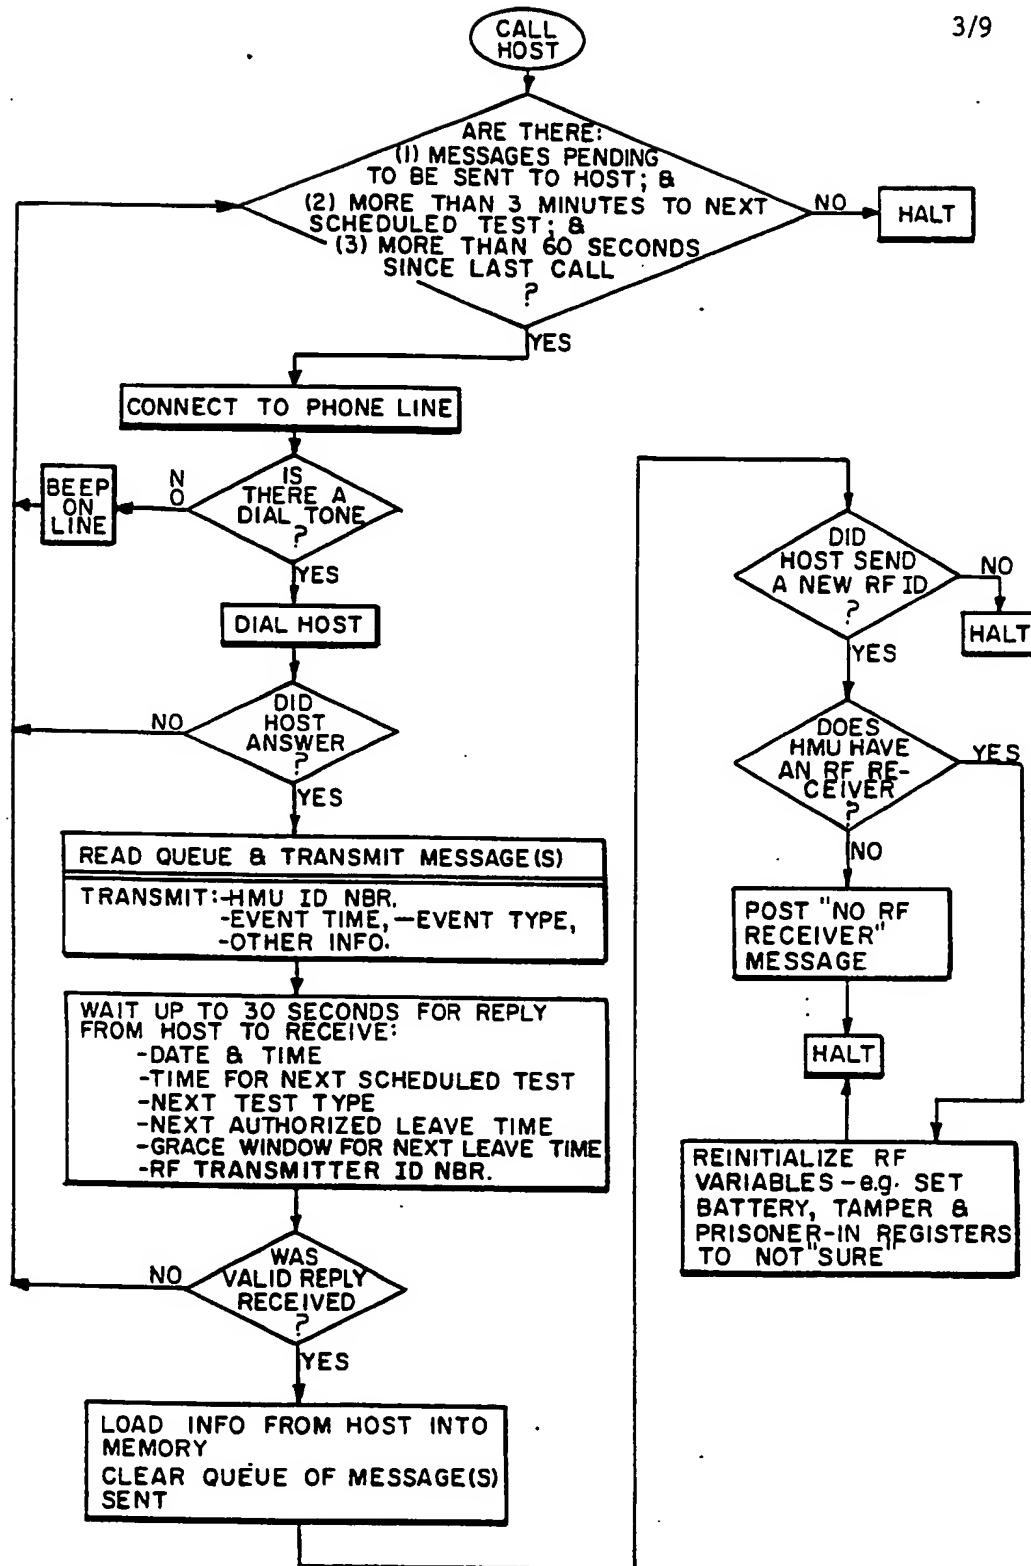 3/9
CALL
HOST
ARE THERE:
(1) MESSAGES PENDING
TO BE SENT TO HOST; &
(2) MORE THAN 3 MINUTES TO NEXT
SCHEDULED TEST; &
(3) MORE THAN 60 SECONDS
SINCE LAST CALL
?
NO
HALT
YES
CONNECT TO PHONE LINE
IS
THERE A
DIAL TONE
?
NO
BEEP
ON
LINE
YES
DIAL HOST
DID
HOST
ANSWER
?
NO
YES
READ QUEUE & TRANSMIT MESSAGE(S)
TRANSMIT:-HMU ID NBR.
-EVENT TIME, -EVENT TYPE,
-OTHER INFO.
WAIT UP TO 30 SECONDS FOR REPLY
FROM HOST TO RECEIVE:
-DATE & TIME
-TIME FOR NEXT SCHEDULED TEST
-NEXT TEST TYPE
-NEXT AUTHORIZED LEAVE TIME
-GRACE WINDOW FOR NEXT LEAVE TIME
-RF TRANSMITTER ID NBR.
WAS
VALID REPLY
RECEIVED
?
NO
YES
LOAD INFO FROM HOST INTO
MEMORY
CLEAR QUEUE OF MESSAGE(S)
SENT
DID
HOST SEND
A NEW RF ID
?
NO
HALT
YES
DOES
HMU HAVE
AN RF RE-
CEIVER
?
YES
NO
POST "NO RF
RECEIVER"
MESSAGE
HALT
REINITIALIZE RF
VARIABLES - e.g. SET
BATTERY, TAMPER &
PRISONER-IN REGISTERS
TO NOT "SURE"